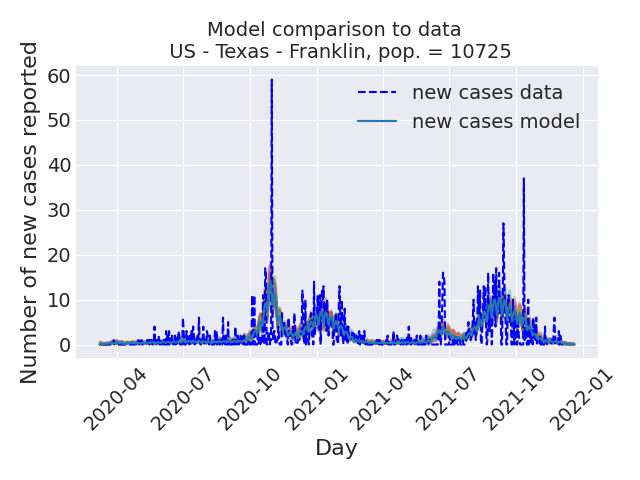 Model comparison to data
US - Texas - Franklin, pop. = 10725
Number of new cases reported
60
50
40
30
20
10
0
new cases data
new cases model
2020-04
2020-07
2020-10
2021-01
2021-04
2021-07
2021-10
2022-01
Day